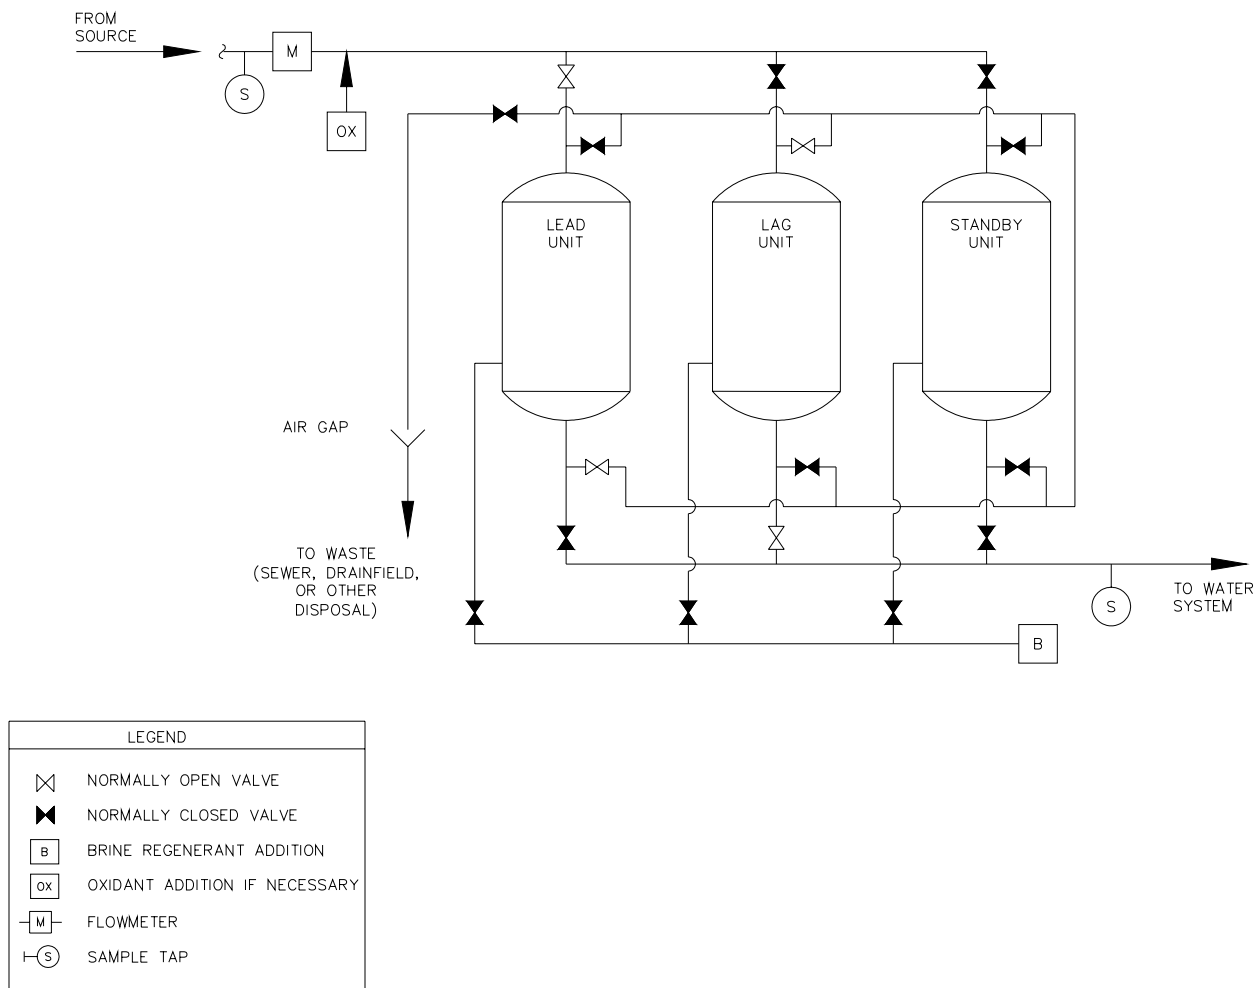 FROM
SOURCE
M
S
OX
LEAD
UNIT
LAG
UNIT
STANDBY
UNIT
AIR GAP
TO WASTE
(SEWER, DRAINFIELD,
OR OTHER
DISPOSAL)
TO WATER
SYSTEM
S
B
LEGEND
NORMALLY OPEN VALVE
NORMALLY CLOSED VALVE
B BRINE REGENERANT ADDITION
OX OXIDANT ADDITION IF NECESSARY
M FLOWMETER
S SAMPLE TAP